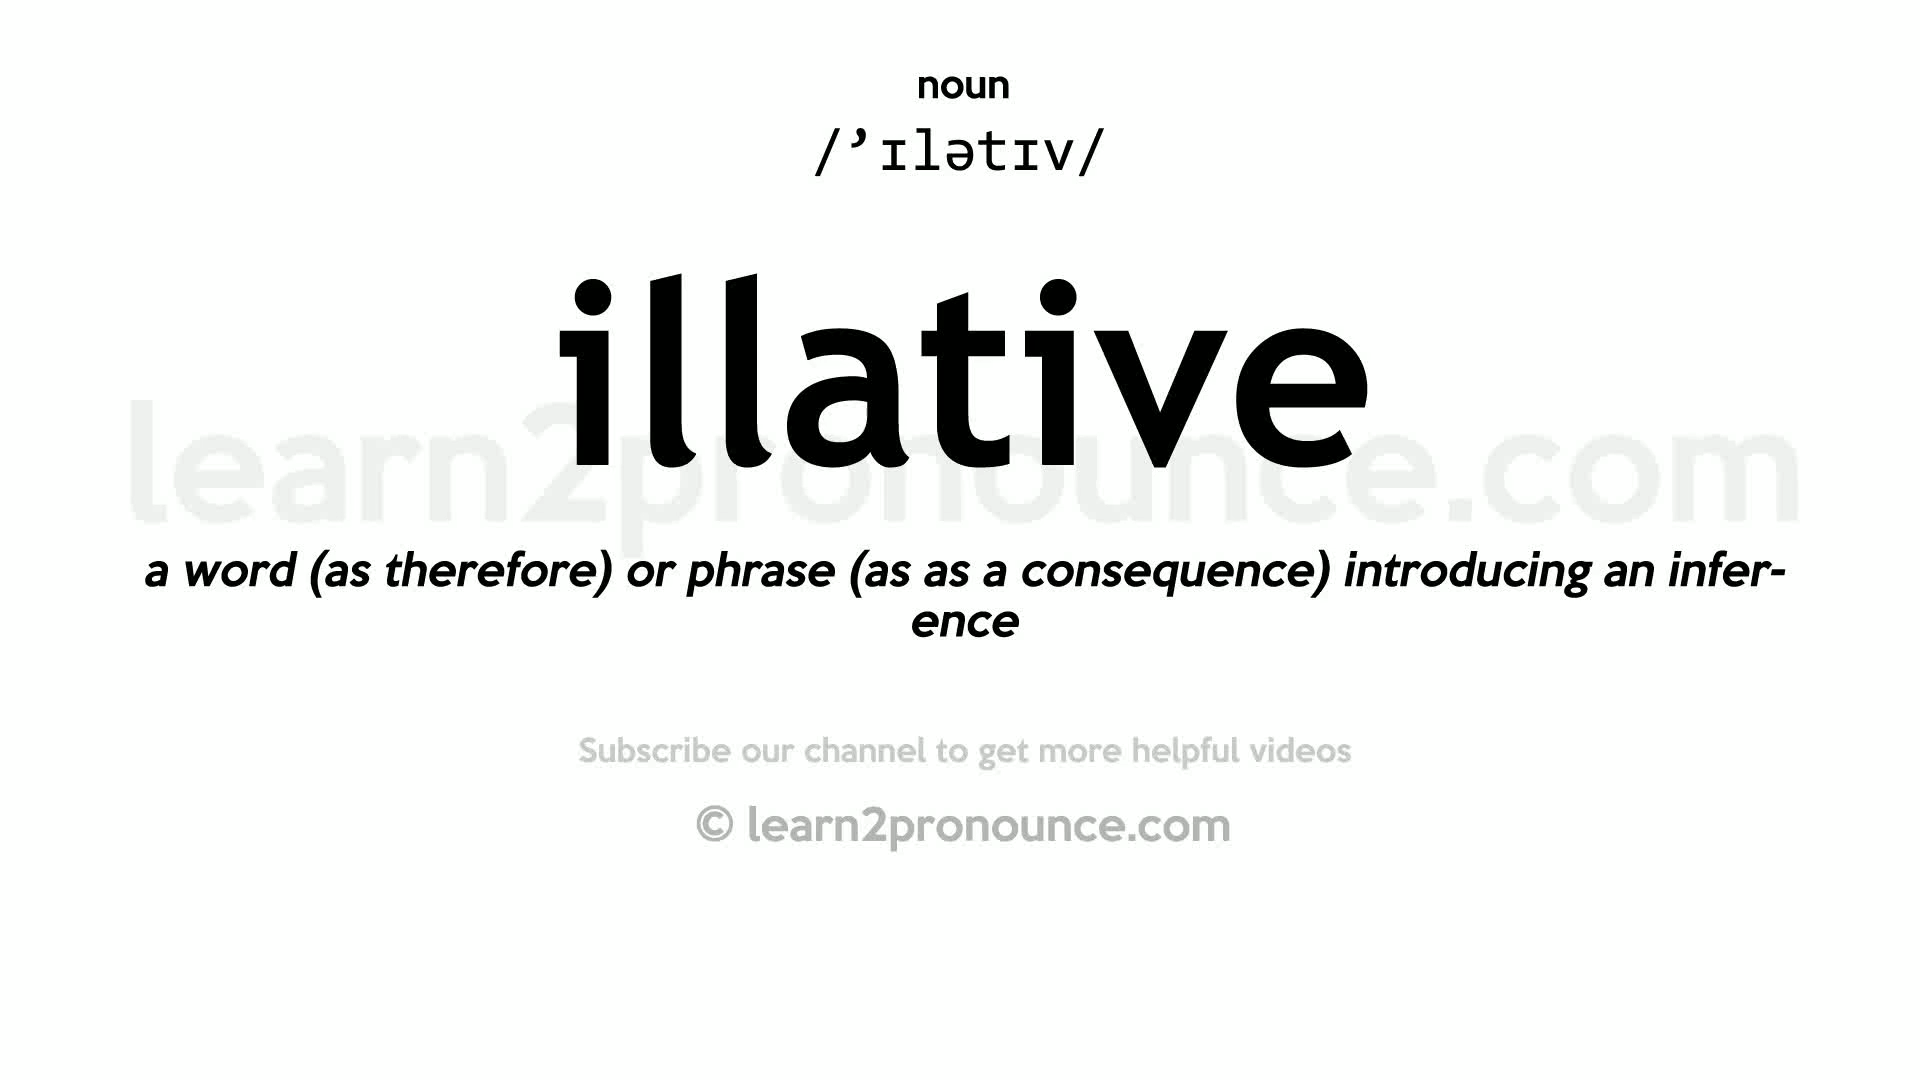 noun
/’ɪlətɪv/
illative
learn2pronounce.com
a word (as therefore) or phrase (as as a consequence) introducing an infer-
ence
Subscribe our channel to get more helpful videos
© learn2pronounce.com